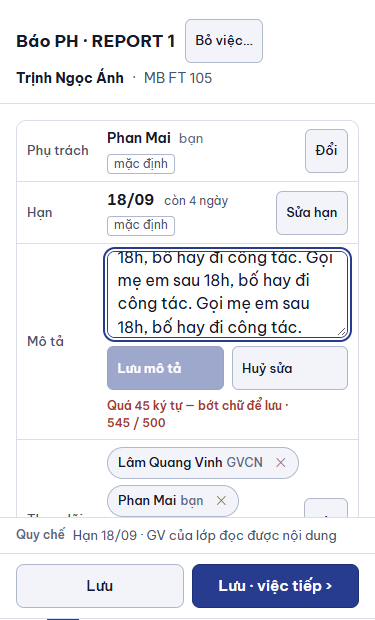 Báo PH · REPORT 1
Bỏ việc...
Trịnh Ngọc Ánh · MB FT 105
Phụ trách
Phan Mai bạn
mặc định
Đổi
Hạn
18/09 còn 4 ngày
mặc định
Sửa hạn
Mô tả
18h, bố hay đi công tác. Gọi
mẹ em sau 18h, bố hay đi
công tác. Gọi mẹ em sau
18h, bố hay đi công tác.
Lưu mô tả
Huỷ sửa
Quá 45 ký tự — bớt chữ để lưu ·
545 / 500
Lâm Quang Vinh GVCN ×
Phan Mai bạn ×
Quy chế Hạn 18/09 · GV của lớp đọc được nội dung
Lưu
Lưu · việc tiếp ›